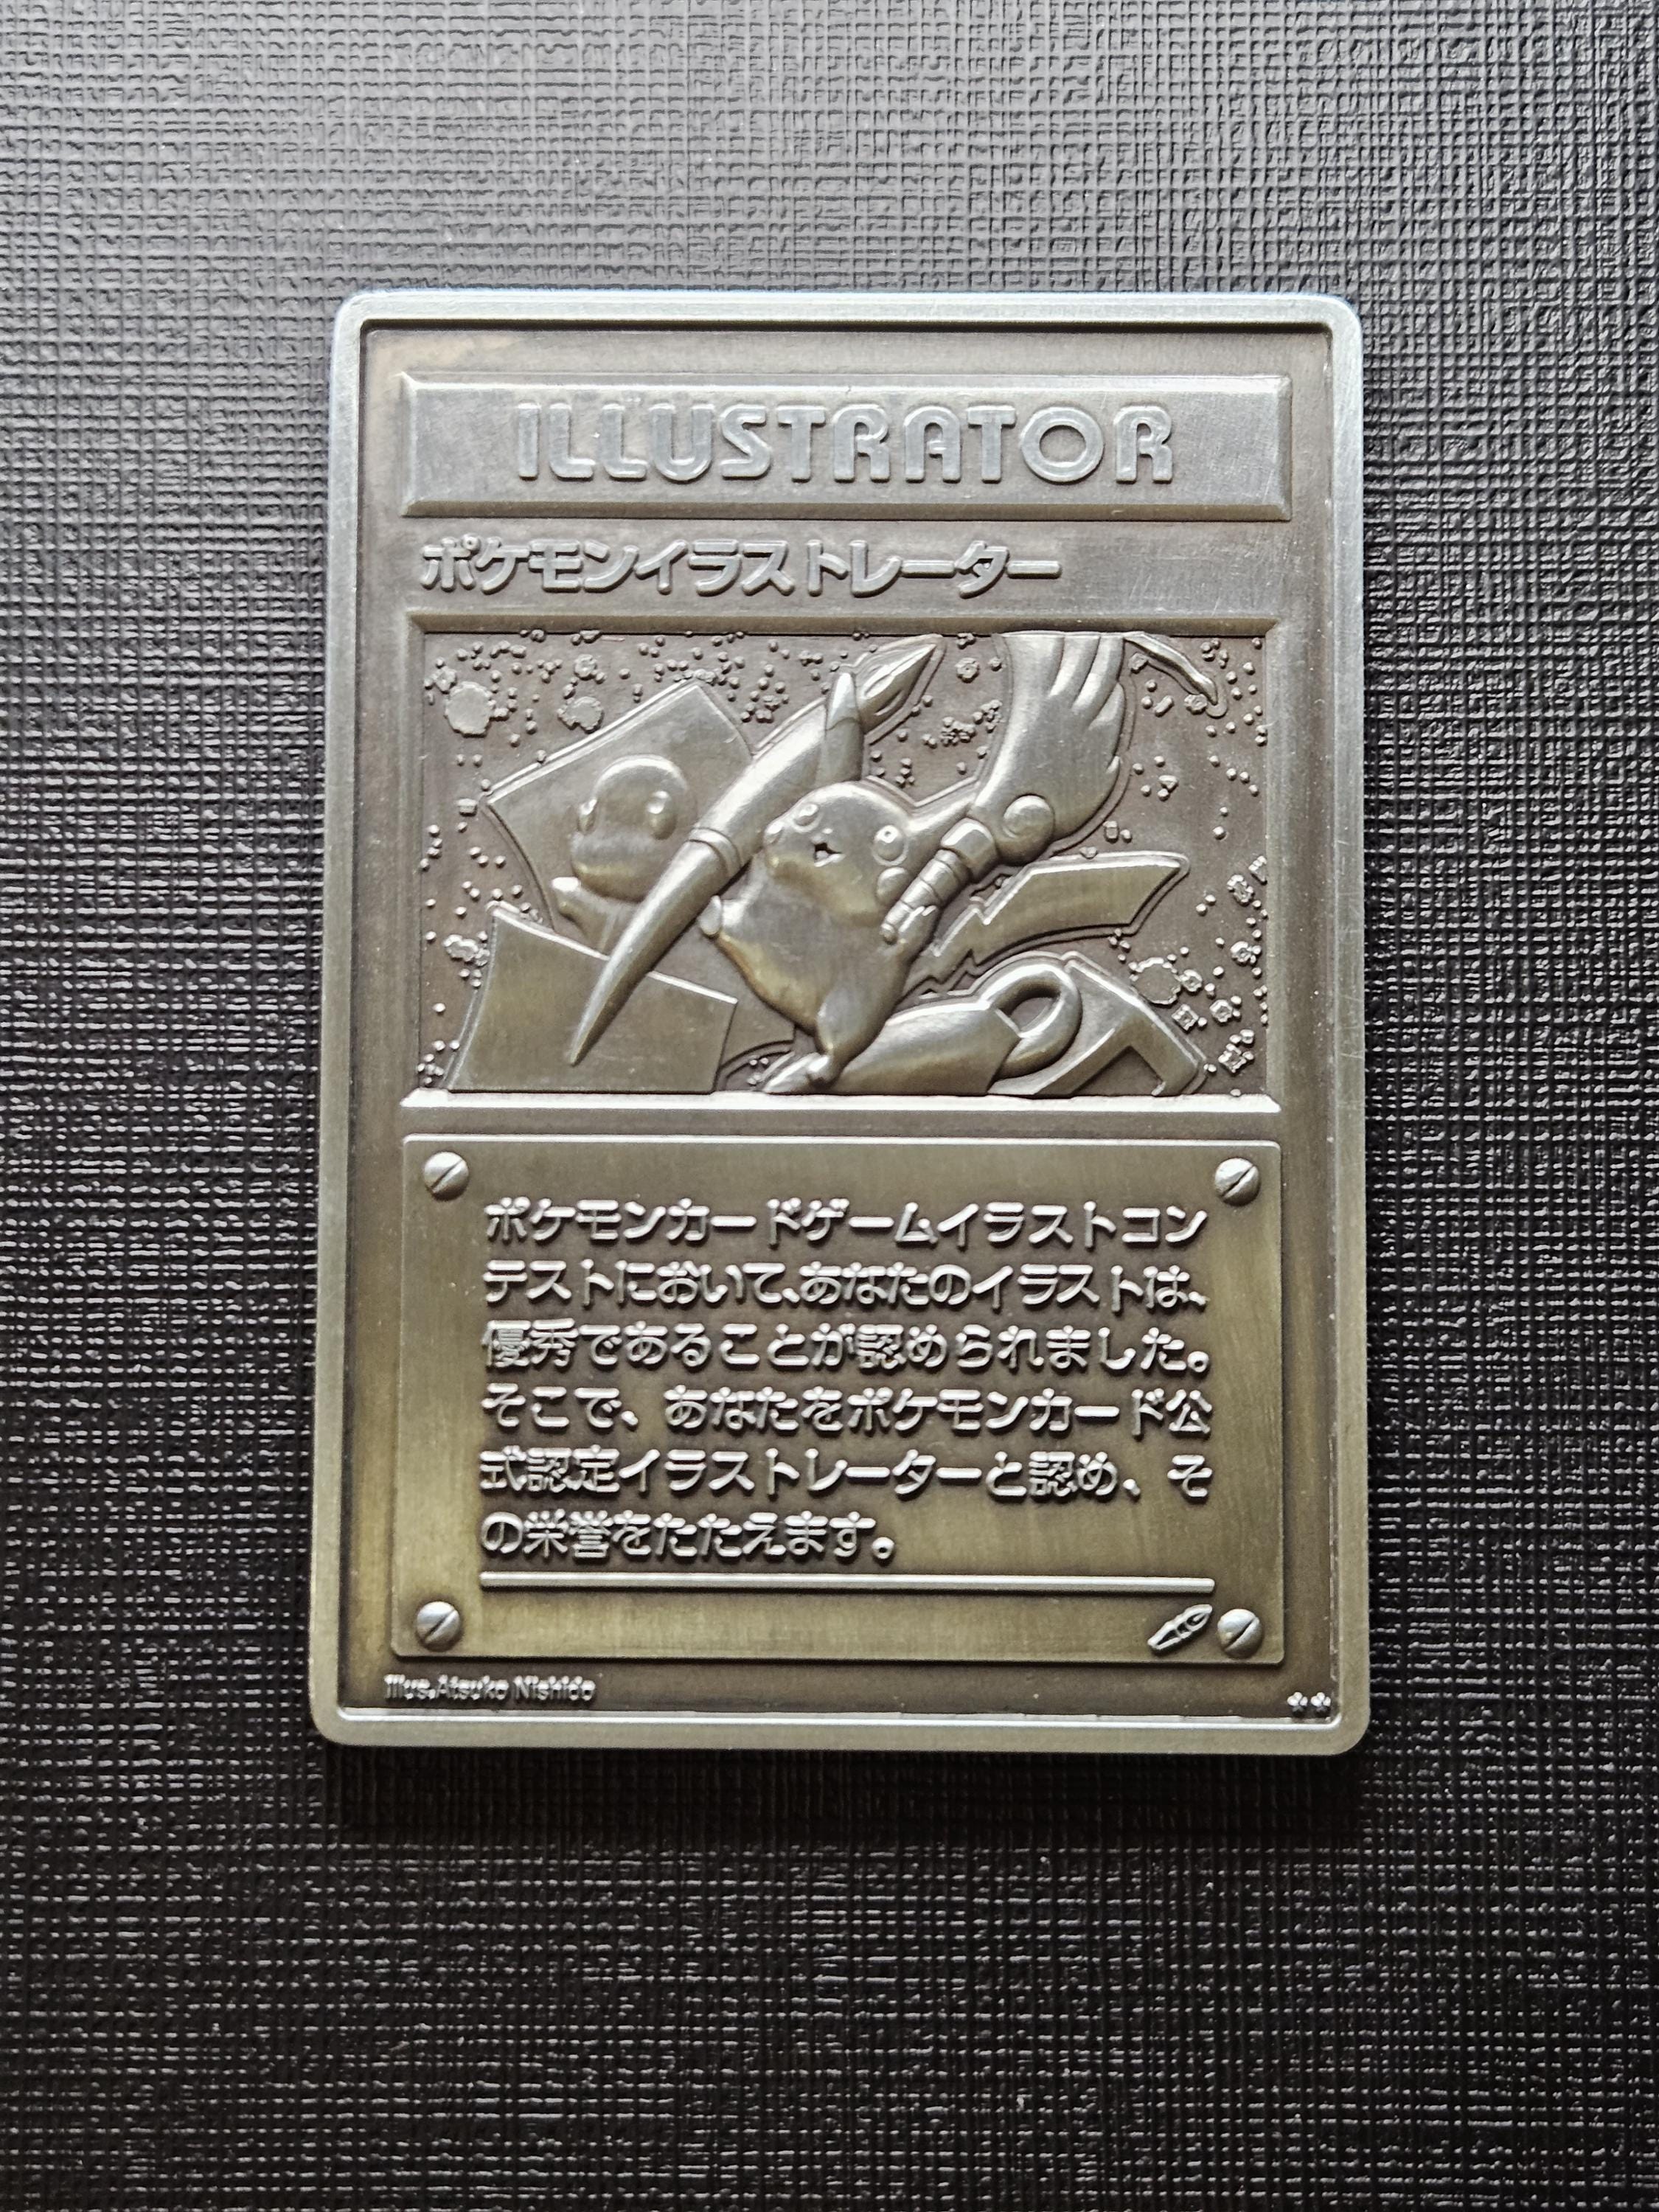 ILLUSTRATOR
ポケモンイラストレーター
ポケモンカードゲームイラストコン
テストにおいて、あなたのイラストは、
優秀であることが認められました。
そこで、あなたをポケモンカード公
式認定イラストレーターと認め、そ
の栄誉をたたえます。
Illus.Atsuko Nishido